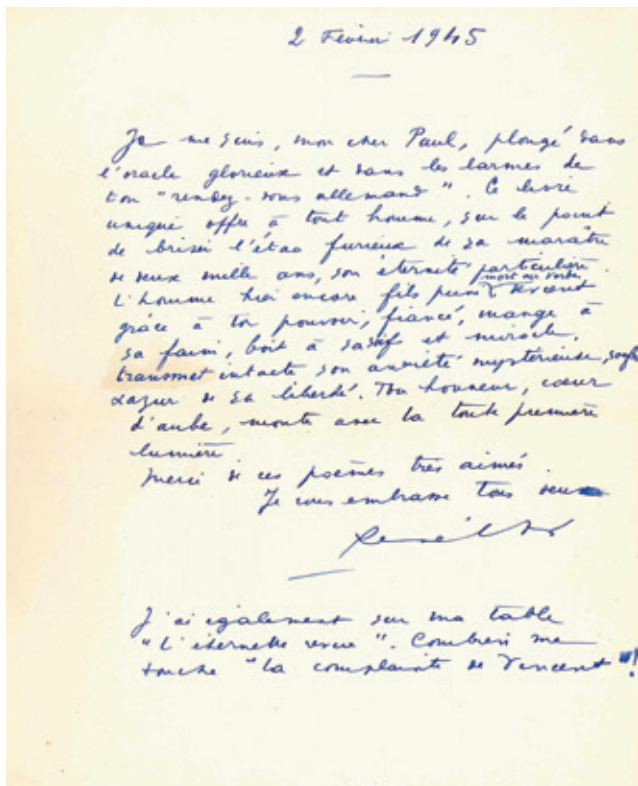 2 Février 1945
Je me suis, mon cher Paul, plongé dans
l'oracle glorieux et dans les larmes de
ton "rendez-vous allemand". Ce livre
unique offre à tout homme, sur le point
de briser l'étau furieux de sa marâtre
de deux mille ans, son éternité particulière.
L'homme hier encore fils puni devient
grâce à ton pouvoir, fiancé, mange à
sa faim, boit à sa soif et miracle,
transmet intacte son anxiété mystérieuse,
l'azur de sa liberté. Ton honneur, cœur
d'aube, monte avec la toute première
lumière
Merci de ces poèmes très aimés.
Je vous embrasse tous deux
J'ai également sur ma table
"L'éternelle revue". Combien me
touche "la complainte de Vincent"!